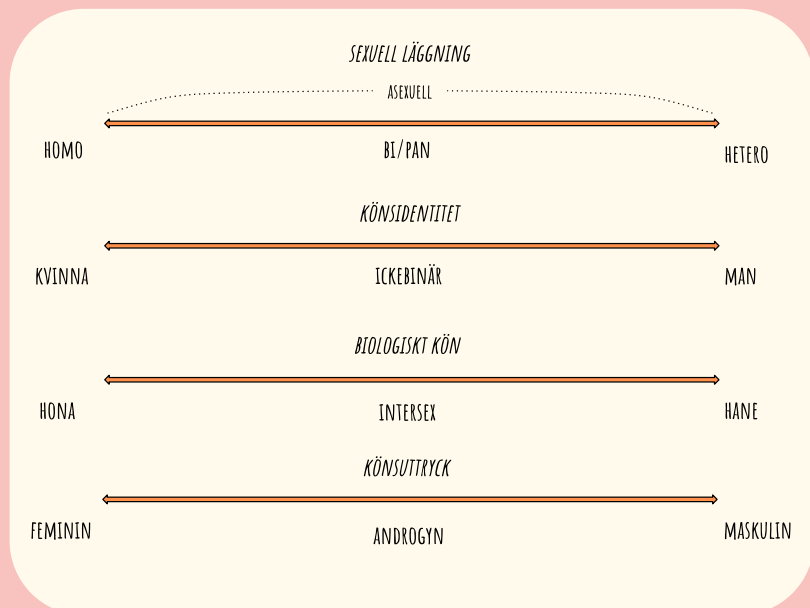 SEXUELL LÄGGNING
ASEXUELL
HOMO BI/PAN HETERO
KÖNSIDENTITET
KVINNA ICKEBINÄR MAN
BIOLOGISKT KÖN
HONA INTERSEX HANE
KÖNSUTTRYCK
FEMININ ANDROGYN MASKULIN